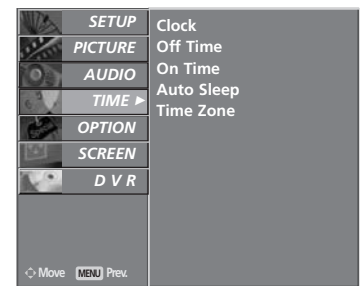 SETUP
PICTURE
AUDIO
TIME ►
OPTION
SCREEN
D V R
Clock
Off Time
On Time
Auto Sleep
Time Zone
Move MENU Prev.